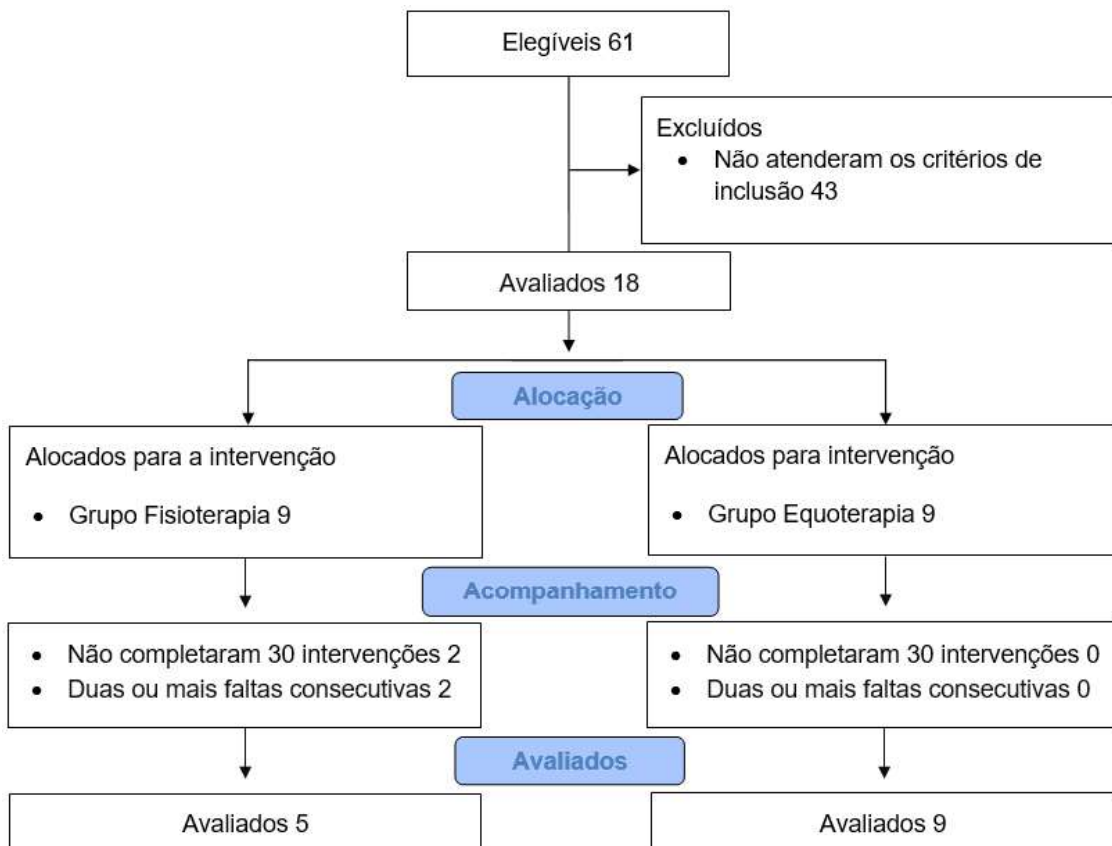 Elegíveis 61
Excluídos
• Não atenderam os critérios de
inclusão 43
Avaliados 18
Alocação
Alocados para a intervenção
• Grupo Fisioterapia 9
Alocados para intervenção
• Grupo Equoterapia 9
Acompanhamento
• Não completaram 30 intervenções 2
• Duas ou mais faltas consecutivas 2
• Não completaram 30 intervenções 0
• Duas ou mais faltas consecutivas 0
Avaliados
Avaliados 5
Avaliados 9